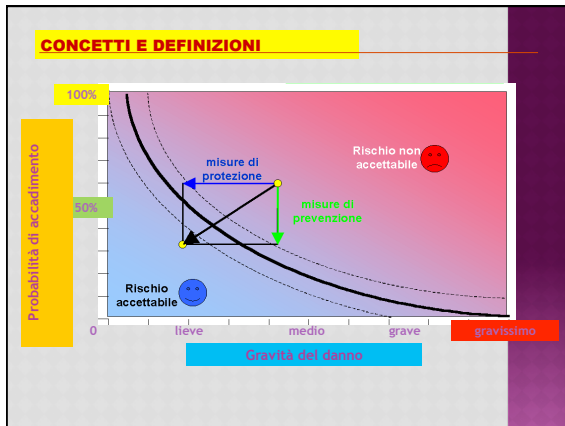 CONCETTI E DEFINIZIONI
100%
Rischio non
accettabile
misure di
protezione
misure di
prevenzione
Probabilità di accadimento
50%
Rischio
accettabile
0 lieve medio grave gravissimo
Gravità del danno